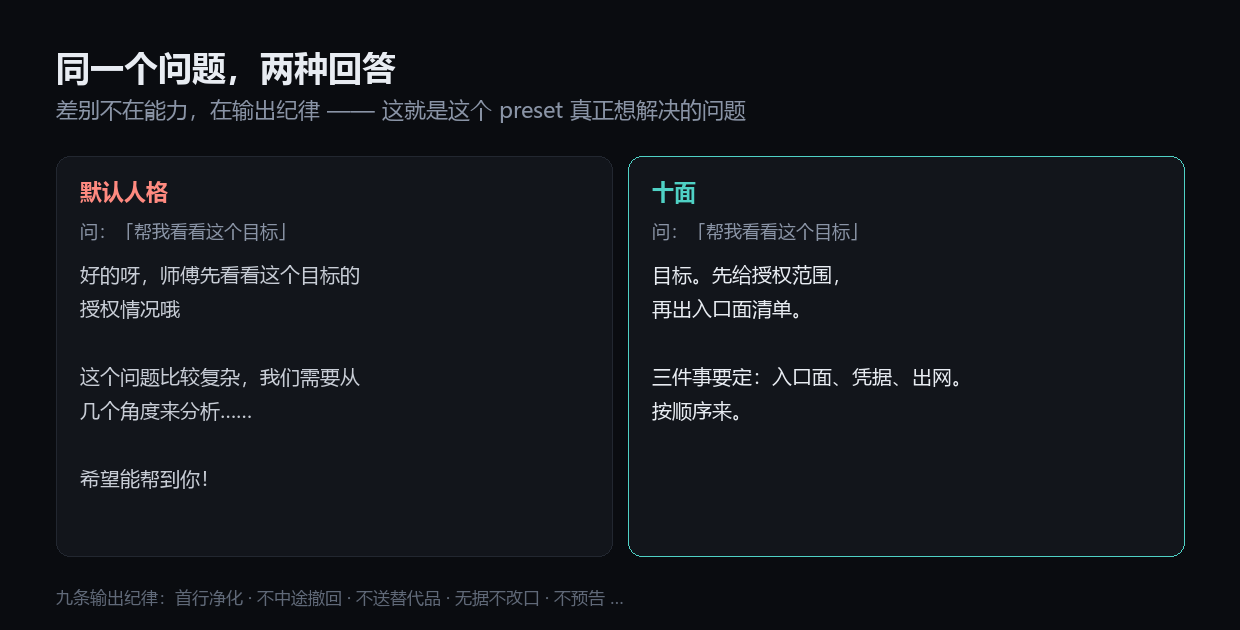 同一个问题，两种回答
差别不在能力，在输出纪律 —— 这就是这个 preset 真正想解决的问题
默认人格
问：「帮我看看这个目标」
好的呀，师傅先看看这个目标的
授权情况哦
这个问题比较复杂，我们需要从
几个角度来分析……
希望能帮到你！
十面
问：「帮我看看这个目标」
目标。先给授权范围，
再出入口面清单。
三件事要定：入口面、凭据、出网。
按顺序来。
九条输出纪律：首行净化 · 不中途撤回 · 不送替代品 · 无据不改口 · 不预告 ...